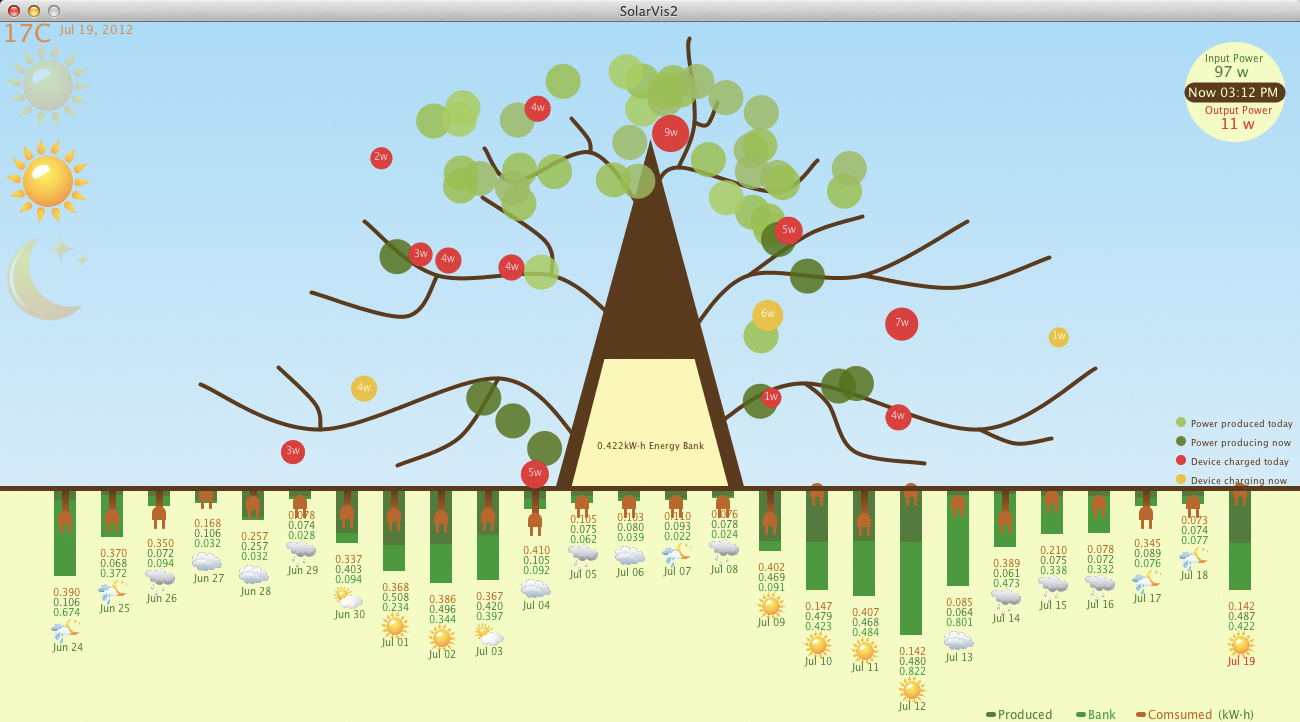 SolarVis2
17C Jul 19, 2012
Input Power
97 w
Now 03:12 PM
Output Power
11 w
4w
9w
2w
5w
3w
4w
4w
6w
7w
1w
4w
1w
4w
3w
5w
0.422kW·h Energy Bank
Power produced today
Power producing now
Device charged today
Device charging now
0.390
0.106
0.674
Jun 24
0.370
0.068
0.372
Jun 25
0.350
0.072
0.094
Jun 26
0.168
0.106
0.032
Jun 27
0.257
0.257
0.032
Jun 28
0.078
0.074
0.028
Jun 29
0.337
0.403
0.094
Jun 30
0.368
0.508
0.234
Jul 01
0.386
0.496
0.344
Jul 02
0.367
0.420
0.397
Jul 03
0.410
0.105
0.092
Jul 04
0.105
0.075
0.062
Jul 05
0.103
0.080
0.039
Jul 06
0.110
0.093
0.022
Jul 07
0.076
0.078
0.024
Jul 08
0.402
0.469
0.091
Jul 09
0.147
0.479
0.423
Jul 10
0.407
0.468
0.484
Jul 11
0.142
0.480
0.822
Jul 12
0.085
0.064
0.801
Jul 13
0.389
0.061
0.473
Jul 14
0.210
0.075
0.338
Jul 15
0.078
0.072
0.332
Jul 16
0.345
0.089
0.076
Jul 17
0.073
0.074
0.077
Jul 18
0.142
0.487
0.422
Jul 19
Produced Bank Comsumed (kW·h)